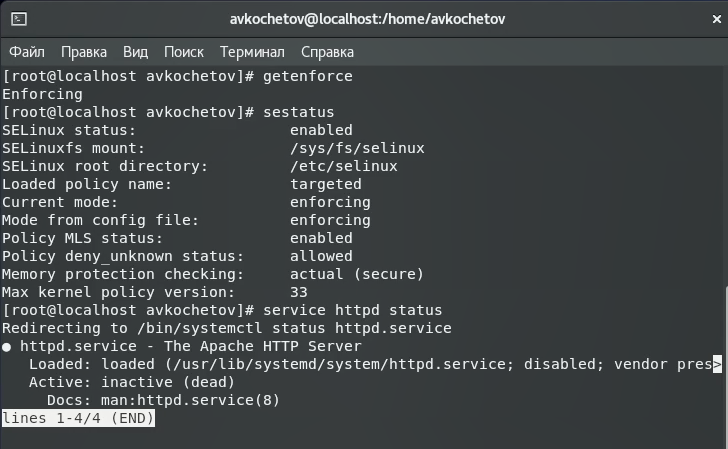 avkochetov@localhost:/home/avkochetov
Файл Правка Вид Поиск Терминал Справка
[root@localhost avkochetov]# getenforce
Enforcing
[root@localhost avkochetov]# sestatus
SELinux status:                 enabled
SELinuxfs mount:                /sys/fs/selinux
SELinux root directory:         /etc/selinux
Loaded policy name:             targeted
Current mode:                   enforcing
Mode from config file:          enforcing
Policy MLS status:              enabled
Policy deny_unknown status:     allowed
Memory protection checking:     actual (secure)
Max kernel policy version:      33
[root@localhost avkochetov]# service httpd status
Redirecting to /bin/systemctl status httpd.service
● httpd.service - The Apache HTTP Server
   Loaded: loaded (/usr/lib/systemd/system/httpd.service; disabled; vendor pres>
   Active: inactive (dead)
     Docs: man:httpd.service(8)
lines 1-4/4 (END)